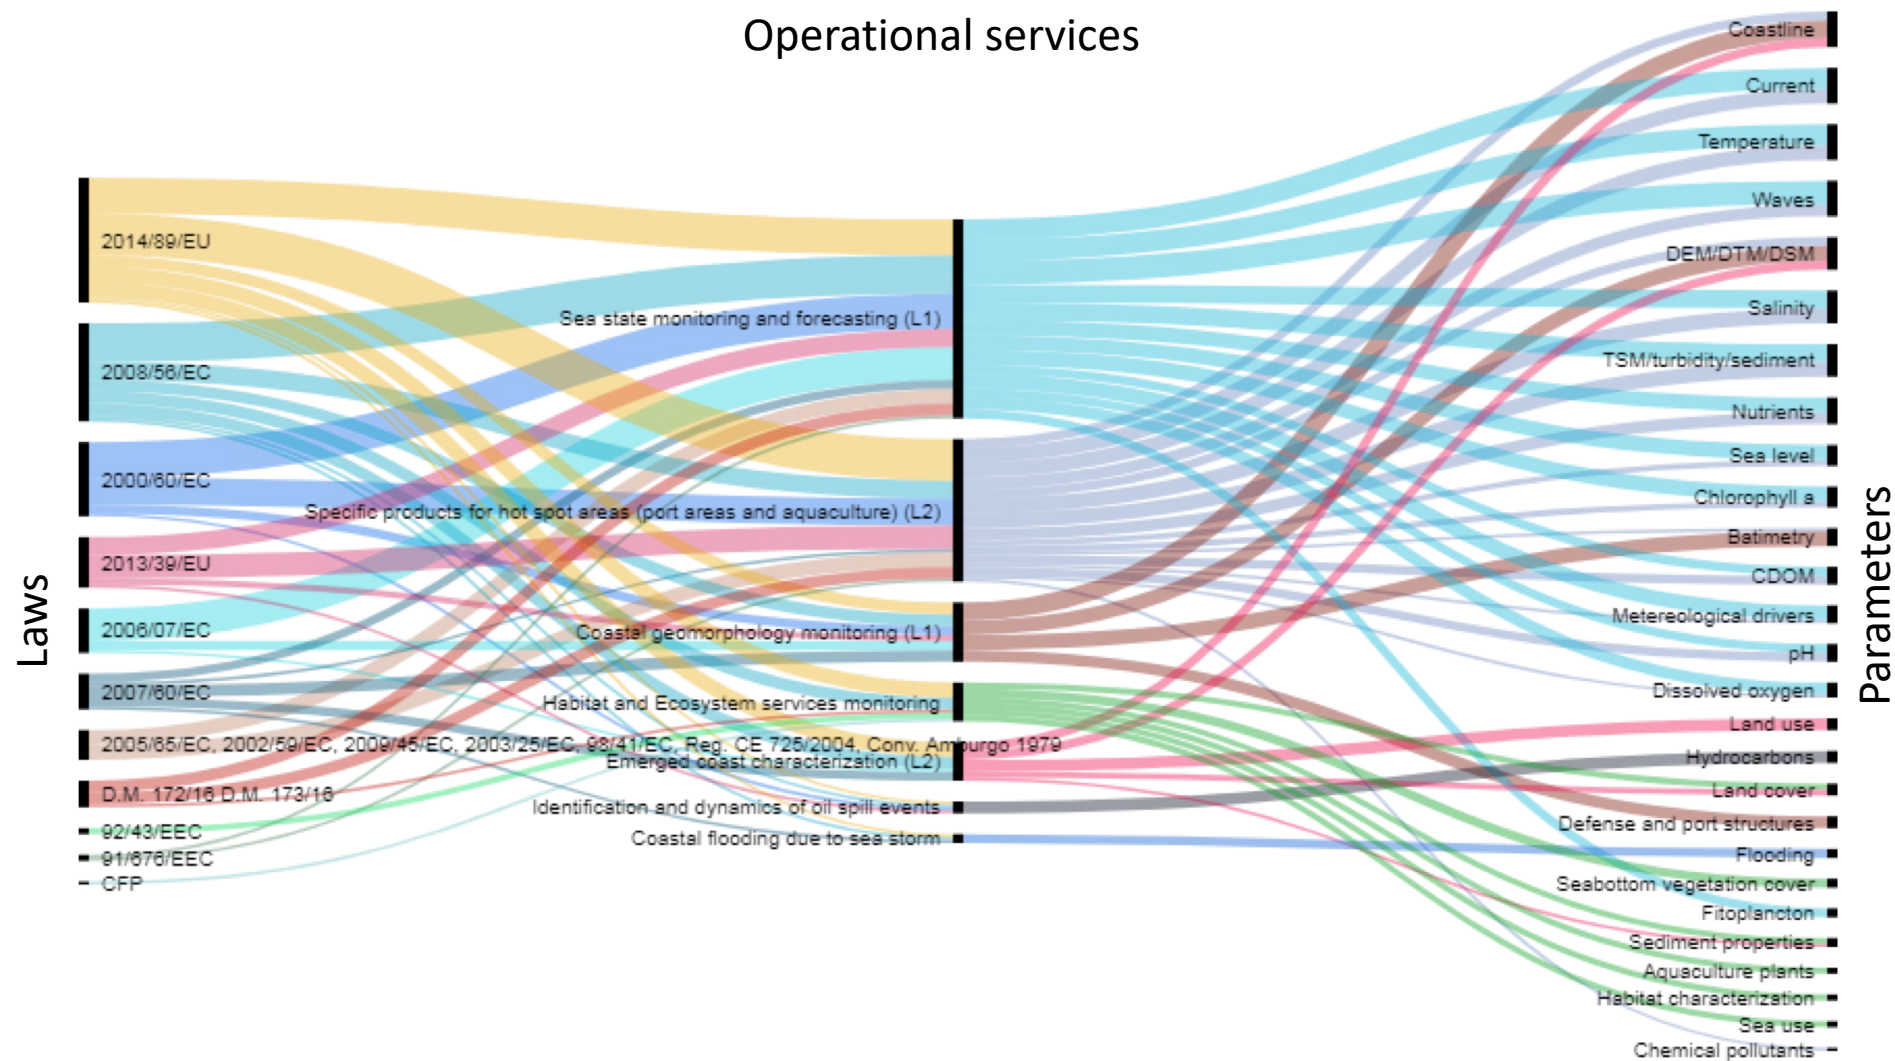 Operational services
Laws
2014/89/EU
2008/56/EC
2000/60/EC
2013/39/EU
2006/07/EC
2007/60/EC
2005/65/EC, 2002/59/EC, 2009/45/EC, 2003/25/EC, 98/41/EC, Reg. CE 725/2004, Conv. Amburgo 1979
D.M. 172/16 D.M. 173/16
92/43/EEC
91/676/EEC
CFP
Sea state monitoring and forecasting (L1)
Specific products for hot spot areas (port areas and aquaculture) (L2)
Coastal geomorphology monitoring (L1)
Habitat and Ecosystem services monitoring
Emerged coast characterization (L2)
Identification and dynamics of oil spill events
Coastal flooding due to sea storm
Coastline
Current
Temperature
Waves
DEM/DTM/DSM
Salinity
TSM/turbidity/sediment
Nutrients
Sea level
Chlorophyll a
Batimetry
CDOM
Metereological drivers
pH
Dissolved oxygen
Land use
Hydrocarbons
Land cover
Defense and port structures
Flooding
Seabottom vegetation cover
Fitoplancton
Sediment properties
Aquaculture plants
Habitat characterization
Sea use
Chemical pollutants
Parameters